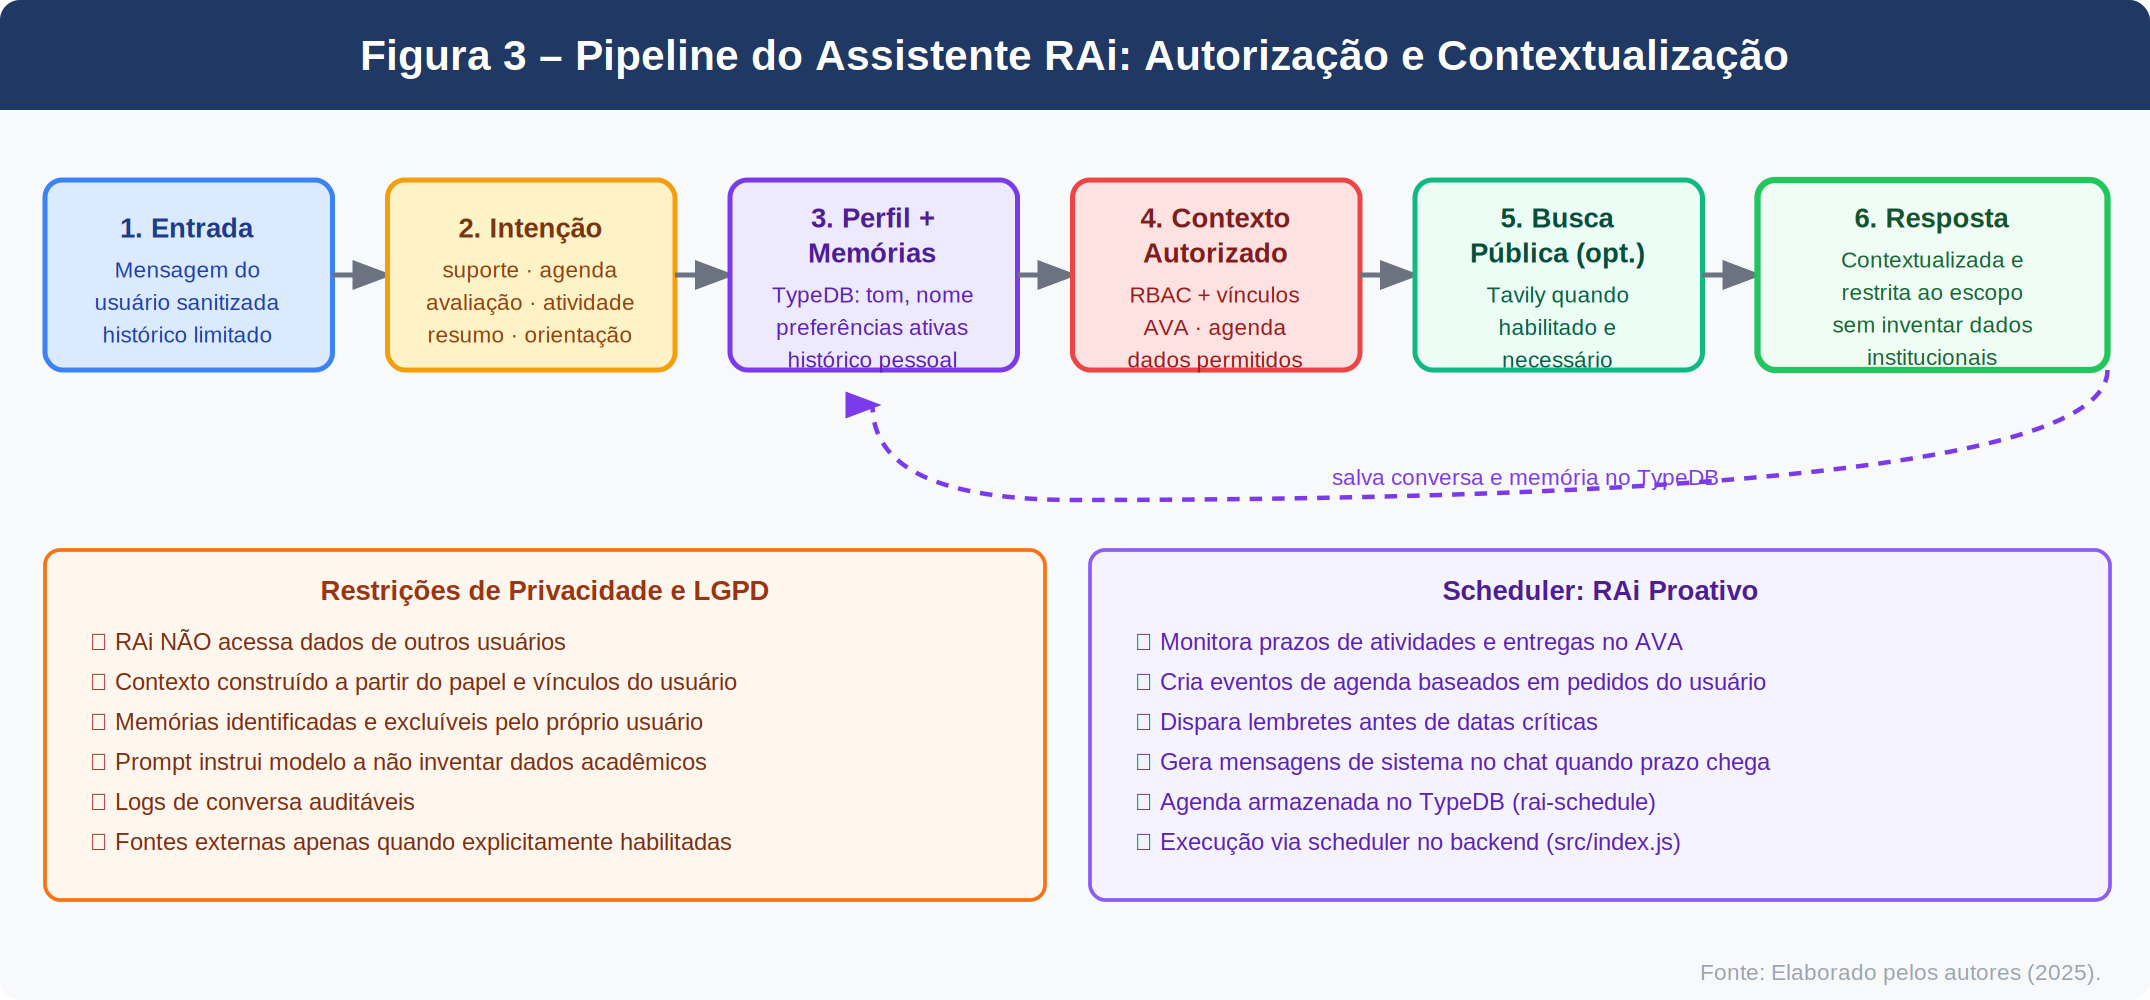 Figura 3 – Pipeline do Assistente RAi: Autorização e Contextualização
1. Entrada
Mensagem do
usuário sanitizada
histórico limitado
2. Intenção
suporte · agenda
avaliação · atividade
resumo · orientação
3. Perfil +
Memórias
TypeDB: tom, nome
preferências ativas
histórico pessoal
4. Contexto
Autorizado
RBAC + vínculos
AVA · agenda
dados permitidos
5. Busca
Pública (opt.)
Tavily quando
habilitado e
necessário
6. Resposta
Contextualizada e
restrita ao escopo
sem inventar dados
institucionais
salva conversa e memória no TypeDB
Restrições de Privacidade e LGPD
RAi NÃO acessa dados de outros usuários
Contexto construído a partir do papel e vínculos do usuário
Memórias identificadas e excluíveis pelo próprio usuário
Prompt instrui modelo a não inventar dados acadêmicos
Logs de conversa auditáveis
Fontes externas apenas quando explicitamente habilitadas
Scheduler: RAi Proativo
Monitora prazos de atividades e entregas no AVA
Cria eventos de agenda baseados em pedidos do usuário
Dispara lembretes antes de datas críticas
Gera mensagens de sistema no chat quando prazo chega
Agenda armazenada no TypeDB (rai-schedule)
Execução via scheduler no backend (src/index.js)
Fonte: Elaborado pelos autores (2025).